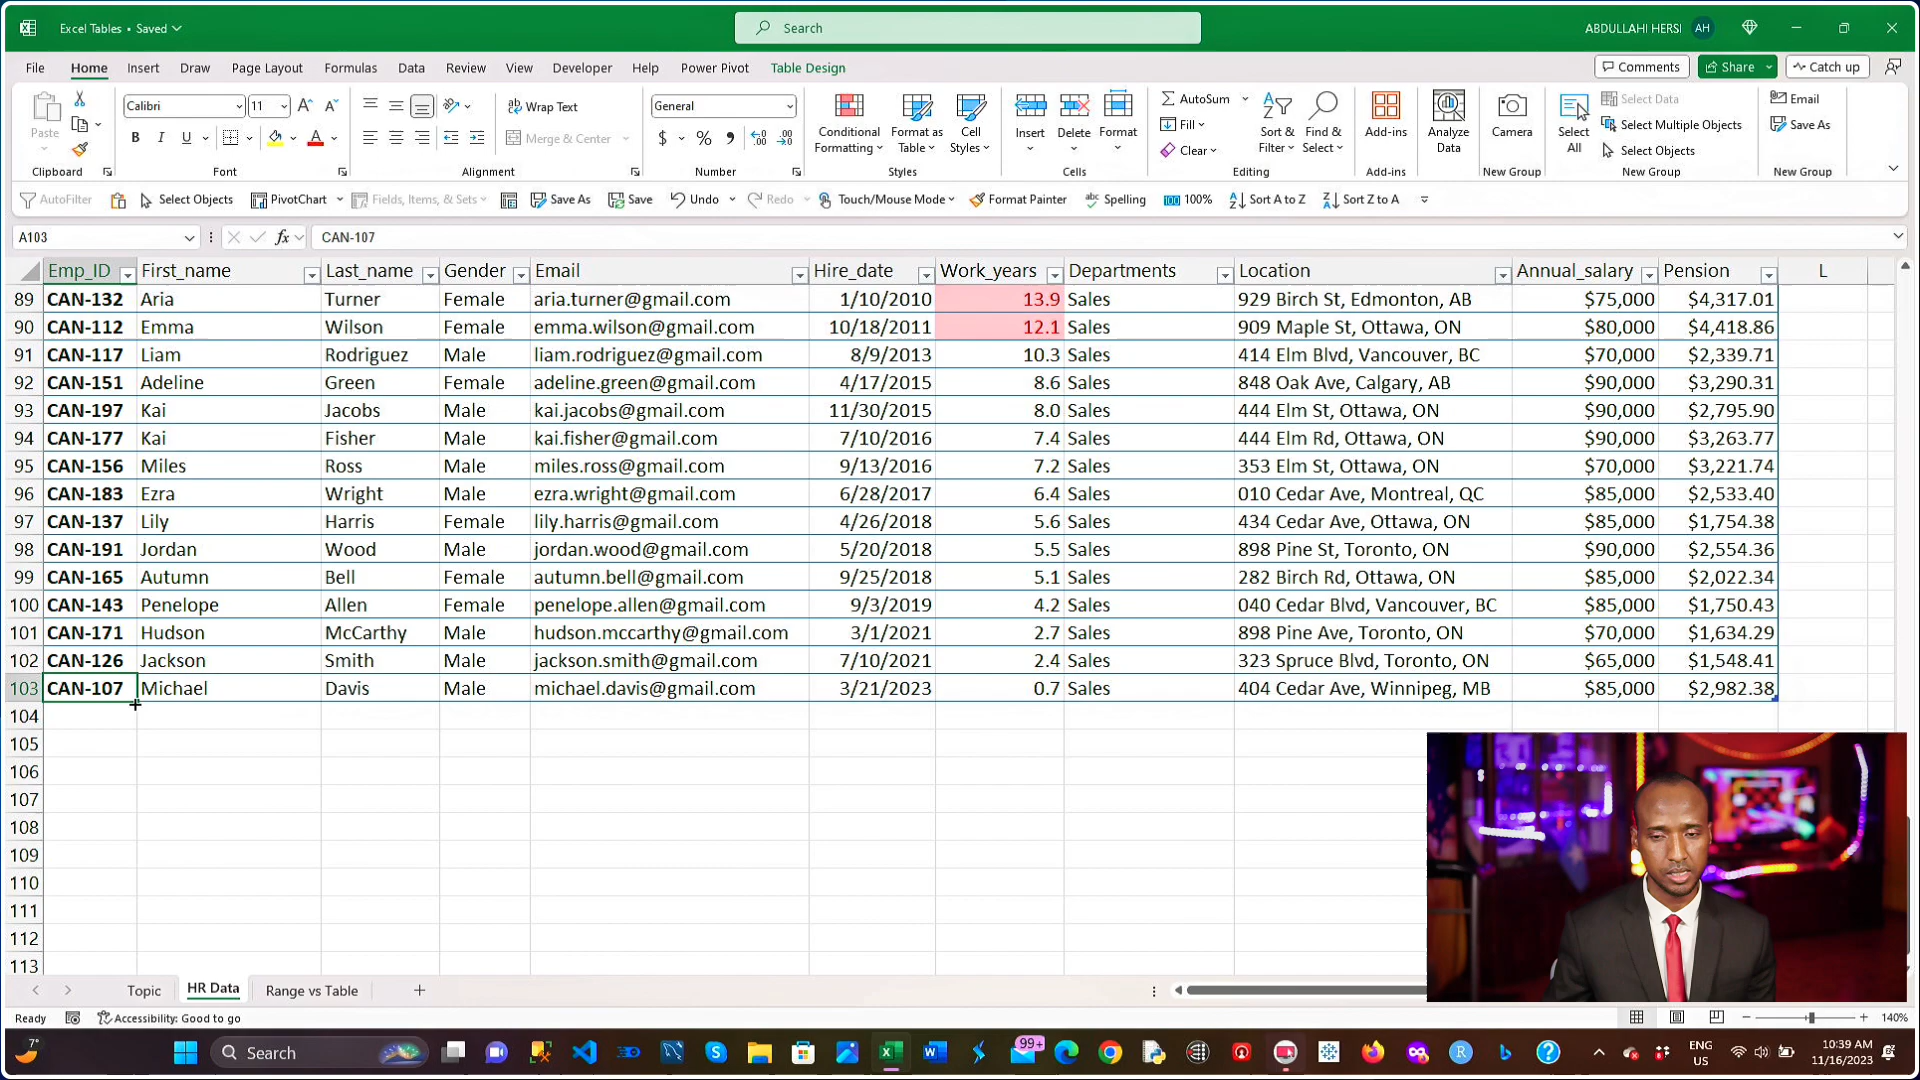 Excel Tables • Saved
Search
ABDULLAHI HERSI AH
File Home Insert Draw Page Layout Formulas Data Review View Developer Help Power Pivot Table Design
Comments Share Catch up
Paste
Clipboard
Calibri 11
B I U
Font
Wrap Text
Merge & Center
Alignment
General
$ % ,
Number
Conditional Formatting
Format as Table
Cell Styles
Styles
Insert Delete Format
Cells
AutoSum
Fill
Clear
Sort & Filter
Find & Select
Editing
Add-ins
Add-ins
Analyze Data
Camera
New Group
Select All
Select Data
Select Multiple Objects
Select Objects
New Group
Email
Save As
New Group
AutoFilter Select Objects PivotChart Fields, Items, & Sets Save As Save Undo Redo Touch/Mouse Mode Format Painter Spelling 100% Sort A to Z Sort Z to A
A103 fx CAN-107
Emp_ID First_name Last_name Gender Email Hire_date Work_years Departments Location Annual_salary Pension L
89 CAN-132 Aria Turner Female aria.turner@gmail.com 1/10/2010 13.9 Sales 929 Birch St, Edmonton, AB $75,000 $4,317.01
90 CAN-112 Emma Wilson Female emma.wilson@gmail.com 10/18/2011 12.1 Sales 909 Maple St, Ottawa, ON $80,000 $4,418.86
91 CAN-117 Liam Rodriguez Male liam.rodriguez@gmail.com 8/9/2013 10.3 Sales 414 Elm Blvd, Vancouver, BC $70,000 $2,339.71
92 CAN-151 Adeline Green Female adeline.green@gmail.com 4/17/2015 8.6 Sales 848 Oak Ave, Calgary, AB $90,000 $3,290.31
93 CAN-197 Kai Jacobs Male kai.jacobs@gmail.com 11/30/2015 8.0 Sales 444 Elm St, Ottawa, ON $90,000 $2,795.90
94 CAN-177 Kai Fisher Male kai.fisher@gmail.com 7/10/2016 7.4 Sales 444 Elm Rd, Ottawa, ON $90,000 $3,263.77
95 CAN-156 Miles Ross Male miles.ross@gmail.com 9/13/2016 7.2 Sales 353 Elm St, Ottawa, ON $70,000 $3,221.74
96 CAN-183 Ezra Wright Male ezra.wright@gmail.com 6/28/2017 6.4 Sales 010 Cedar Ave, Montreal, QC $85,000 $2,533.40
97 CAN-137 Lily Harris Female lily.harris@gmail.com 4/26/2018 5.6 Sales 434 Cedar Ave, Ottawa, ON $85,000 $1,754.38
98 CAN-191 Jordan Wood Male jordan.wood@gmail.com 5/20/2018 5.5 Sales 898 Pine St, Toronto, ON $90,000 $2,554.36
99 CAN-165 Autumn Bell Female autumn.bell@gmail.com 9/25/2018 5.1 Sales 282 Birch Rd, Ottawa, ON $85,000 $2,022.34
100 CAN-143 Penelope Allen Female penelope.allen@gmail.com 9/3/2019 4.2 Sales 040 Cedar Blvd, Vancouver, BC $85,000 $1,750.43
101 CAN-171 Hudson McCarthy Male hudson.mccarthy@gmail.com 3/1/2021 2.7 Sales 898 Pine Ave, Toronto, ON $70,000 $1,634.29
102 CAN-126 Jackson Smith Male jackson.smith@gmail.com 7/10/2021 2.4 Sales 323 Spruce Blvd, Toronto, ON $65,000 $1,548.41
103 CAN-107 Michael Davis Male michael.davis@gmail.com 3/21/2023 0.7 Sales 404 Cedar Ave, Winnipeg, MB $85,000 $2,982.38
104
105
106
107
108
109
110
111
112
113
Topic HR Data Range vs Table
Ready Accessibility: Good to go 140%
7° Search 99+ ENG US 10:39 AM 11/16/2023